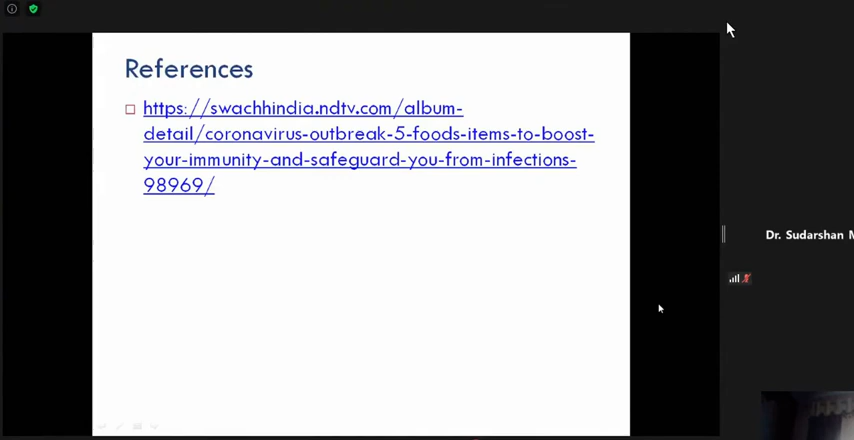 References
https://swachhindia.ndtv.com/album-
detail/coronavirus-outbreak-5-foods-items-to-boost-
your-immunity-and-safeguard-you-from-infections-
98969/
Dr. Sudarshan M